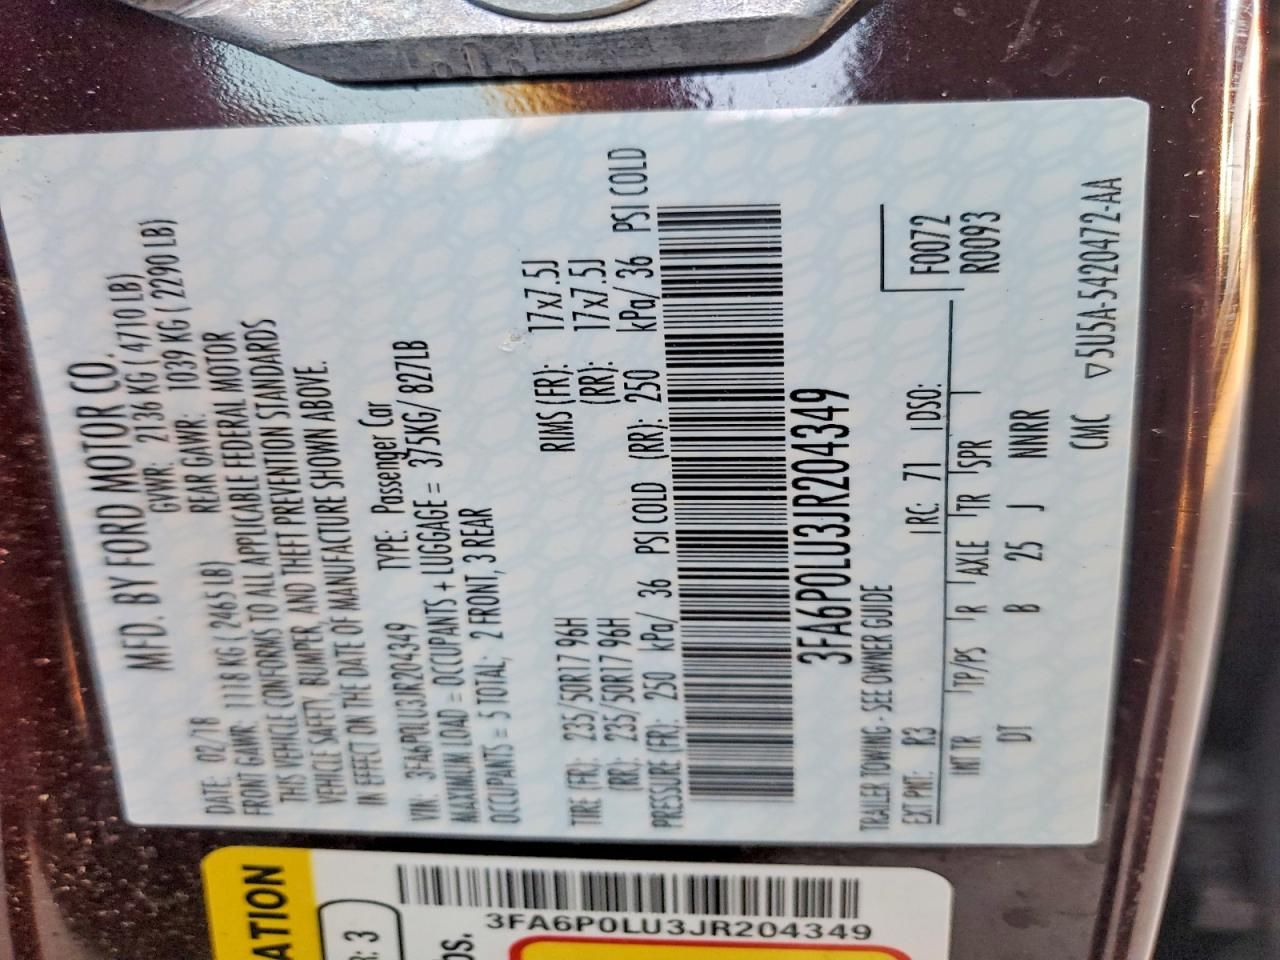 MFD. BY FORD MOTOR CO.
DATE: 02/18 GVWR: 2136 KG ( 4710 LB)
FRONT GAWR: 1118 KG ( 2465 LB) REAR GAWR: 1039 KG ( 2290 LB)
THIS VEHICLE CONFORMS TO ALL APPLICABLE FEDERAL MOTOR
VEHICLE SAFETY, BUMPER, AND THEFT PREVENTION STANDARDS
IN EFFECT ON THE DATE OF MANUFACTURE SHOWN ABOVE.
VIN: 3FA6P0LU3JR204349 TYPE: Passenger Car
MAXIMUM LOAD = OCCUPANTS + LUGGAGE = 375KG/ 827LB
OCCUPANTS = 5 TOTAL, 2 FRONT, 3 REAR
TIRE (FR): 235/50R17 96H RIMS (FR): 17x7.5J
(RR): 235/50R17 96H (RR): 17x7.5J
PRESSURE (FR): 250 kPa/ 36 PSI COLD (RR): 250 kPa/ 36 PSI COLD
3FA6P0LU3JR204349
TRAILER TOWING - SEE OWNER GUIDE
EXT PNT: R3 RC: 71 DSO: F0072
R0093
INT TR TP/PS R AXLE TR SPR
DT B 25 J NNRR
CMC ▽5U5A-5420472-AA
ATION
R: 3
3FA6P0LU3JR204349
DS.